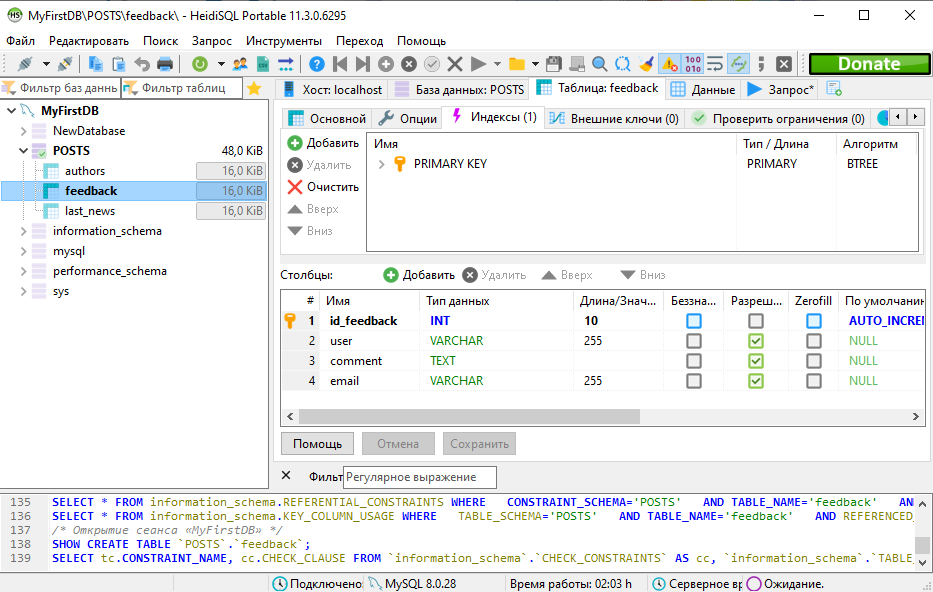 MyFirstDB\POSTS\feedback\ - HeidiSQL Portable 11.3.0.6295
Файл Редактировать Поиск Запрос Инструменты Переход Помощь
Donate
Фильтр баз данны Фильтр таблиц
Хост: localhost База данных: POSTS Таблица: feedback Данные Запрос*
MyFirstDB
NewDatabase
POSTS 48,0 KiB
authors 16,0 KiB
feedback 16,0 KiB
last_news 16,0 KiB
information_schema
mysql
performance_schema
sys
Основной Опции Индексы (1) Внешние ключи (0) Проверить ограничения (0)
Добавить
Удалить
Очистить
Вверх
Вниз
Имя Тип / Длина Алгоритм
PRIMARY KEY PRIMARY BTREE
Столбцы: Добавить Удалить Вверх Вниз
# Имя Тип данных Длина/Знач... Беззна... Разреш... Zerofill По умолчани
1 id_feedback INT 10 AUTO_INCREI
2 user VARCHAR 255 NULL
3 comment TEXT NULL
4 email VARCHAR 255 NULL
Помощь Отмена Сохранить
Фильт Регулярное выражение
135 SELECT * FROM information_schema.REFERENTIAL_CONSTRAINTS WHERE CONSTRAINT_SCHEMA='POSTS' AND TABLE_NAME='feedback' AN
136 SELECT * FROM information_schema.KEY_COLUMN_USAGE WHERE TABLE_SCHEMA='POSTS' AND TABLE_NAME='feedback' AND REFERENCED_
137 /* Открытие сеанса «MyFirstDB» */
138 SHOW CREATE TABLE `POSTS`.`feedback`;
139 SELECT tc.CONSTRAINT_NAME, cc.CHECK_CLAUSE FROM `information_schema`.`CHECK_CONSTRAINTS` AS cc, `information_schema`.`TABLE_
Подключено MySQL 8.0.28 Время работы: 02:03 h Серверное вр Ожидание.